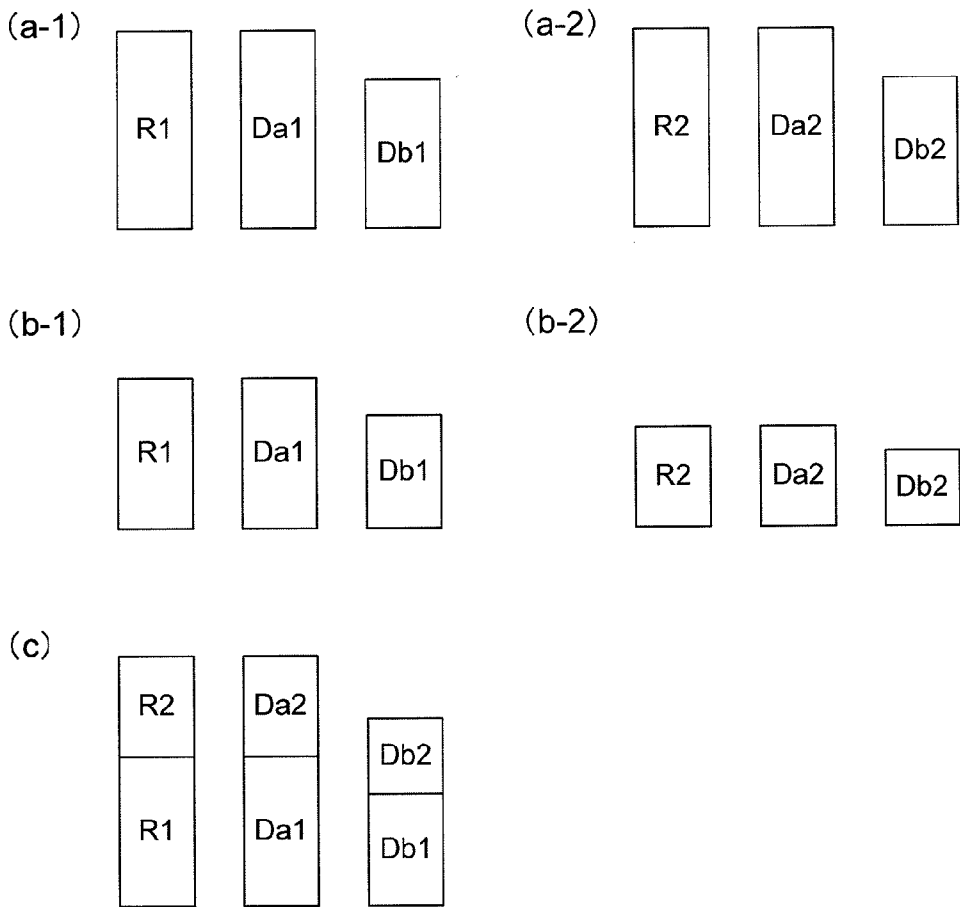 (a-1)
R1
Da1
Db1
(a-2)
R2
Da2
Db2
(b-1)
R1
Da1
Db1
(b-2)
R2
Da2
Db2
(c)
R2
Da2
Db2
R1
Da1
Db1